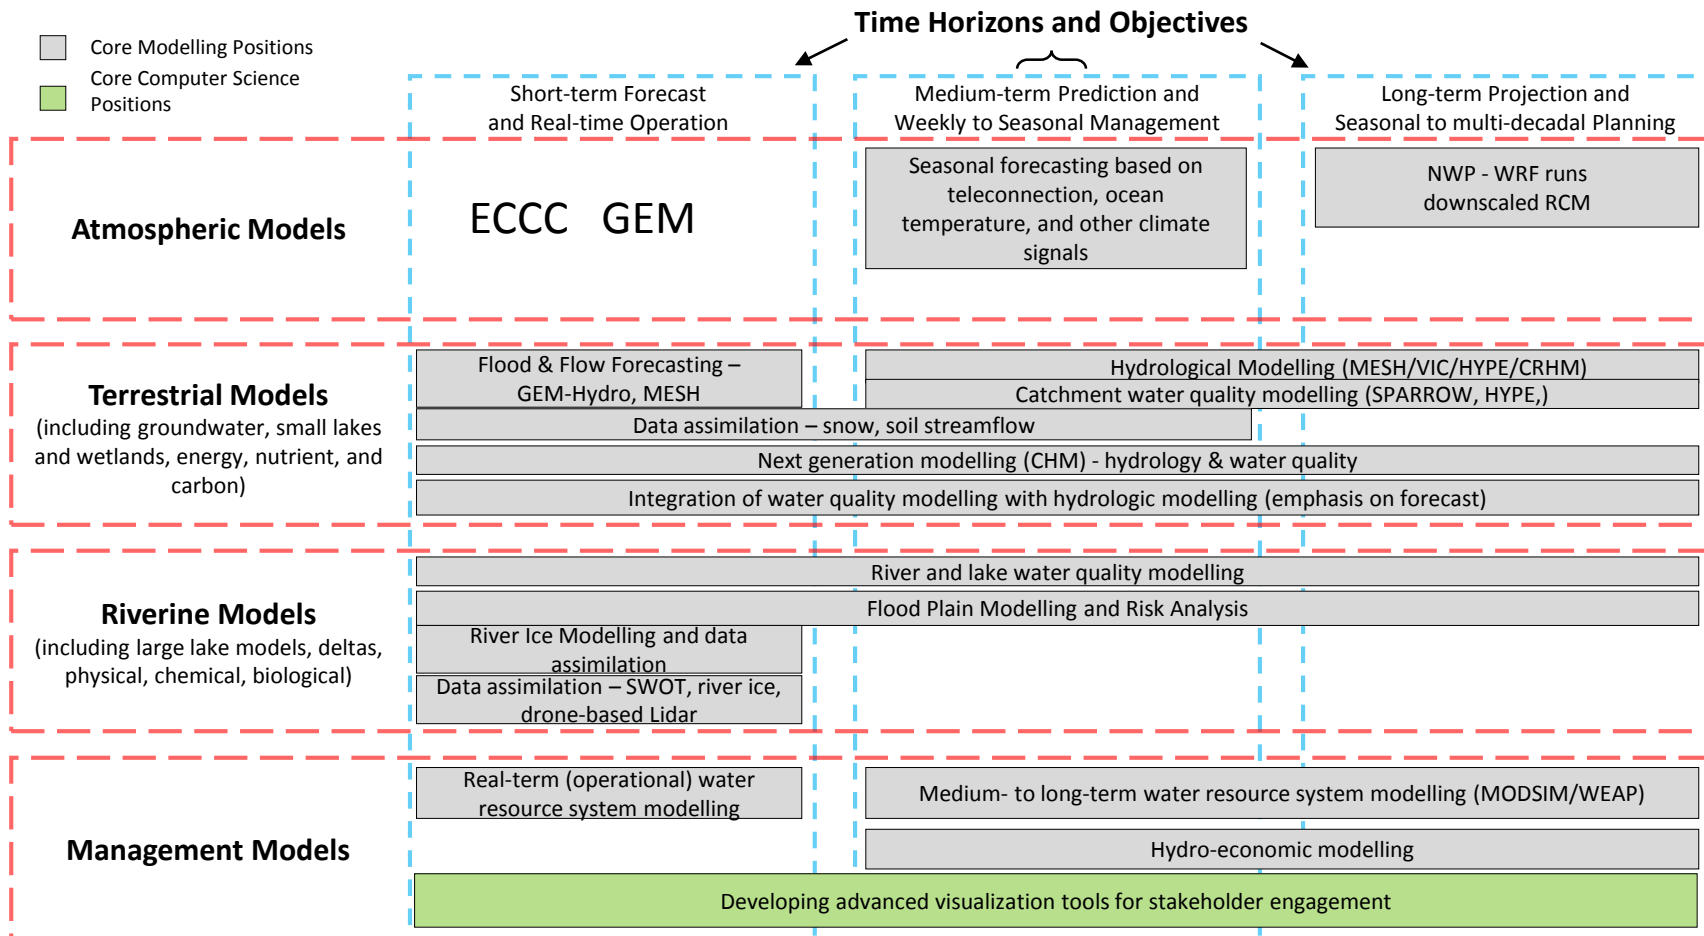 Time Horizons and Objectives
Core Modelling Positions
Core Computer Science
Positions
Short-term Forecast
and Real-time Operation
Medium-term Prediction and
Weekly to Seasonal Management
Long-term Projection and
Seasonal to multi-decadal Planning
Atmospheric Models
ECCC GEM
Seasonal forecasting based on
teleconnection, ocean
temperature, and other climate
signals
NWP - WRF runs
downscaled RCM
Terrestrial Models
(including groundwater, small lakes
and wetlands, energy, nutrient, and
carbon)
Flood & Flow Forecasting –
GEM-Hydro, MESH
Hydrological Modelling (MESH/VIC/HYPE/CRHM)
Catchment water quality modelling (SPARROW, HYPE,)
Data assimilation – snow, soil streamflow
Next generation modelling (CHM) - hydrology & water quality
Integration of water quality modelling with hydrologic modelling (emphasis on forecast)
Riverine Models
(including large lake models, deltas,
physical, chemical, biological)
River and lake water quality modelling
Flood Plain Modelling and Risk Analysis
River Ice Modelling and data
assimilation
Data assimilation – SWOT, river ice,
drone-based Lidar
Management Models
Real-term (operational) water
resource system modelling
Medium- to long-term water resource system modelling (MODSIM/WEAP)
Hydro-economic modelling
Developing advanced visualization tools for stakeholder engagement